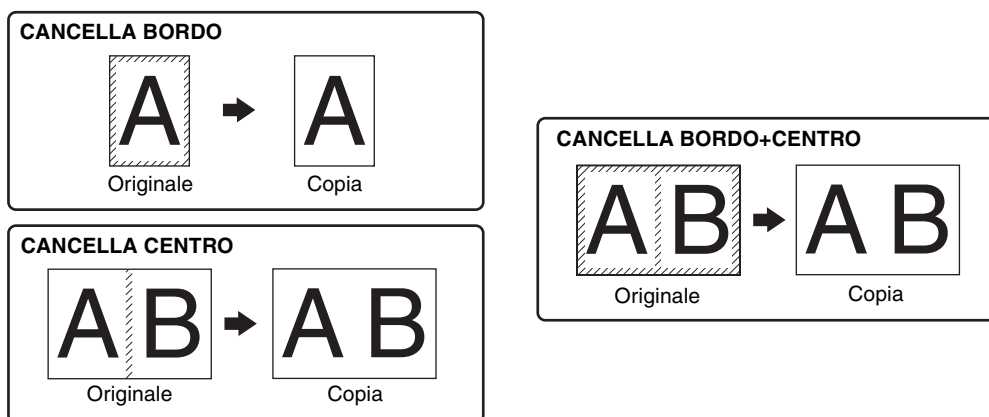 CANCELLA BORDO
A A
Originale Copia
CANCELLA CENTRO
A B A B
Originale Copia
CANCELLA BORDO+CENTRO
A B A B
Originale Copia